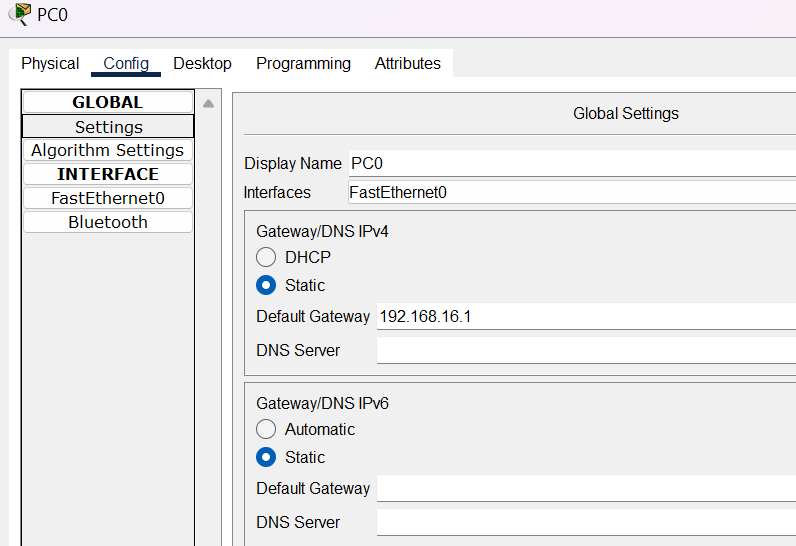 PC0
Physical Config Desktop Programming Attributes
GLOBAL
Settings
Algorithm Settings
INTERFACE
FastEthernet0
Bluetooth
Global Settings
Display Name PC0
Interfaces FastEthernet0
Gateway/DNS IPv4
DHCP
Static
Default Gateway 192.168.16.1
DNS Server
Gateway/DNS IPv6
Automatic
Static
Default Gateway
DNS Server